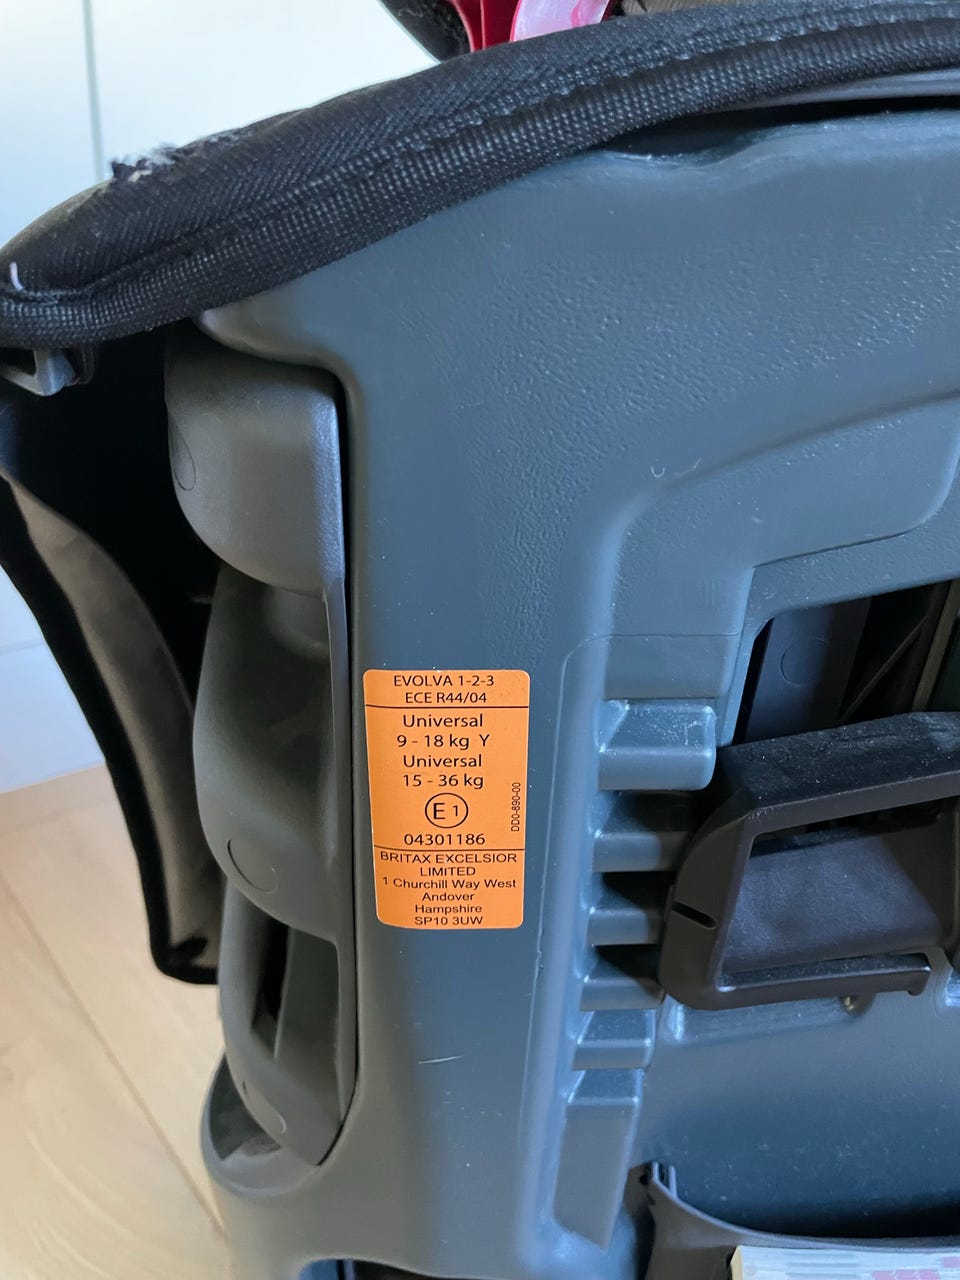 EVOLVA 1-2-3
ECE R44/04
Universal
9 - 18 kg Y
Universal
15 - 36 kg
E 1
04301186
DD0-890-00
BRITAX EXCELSIOR
LIMITED
1 Churchill Way West
Andover
Hampshire
SP10 3UW